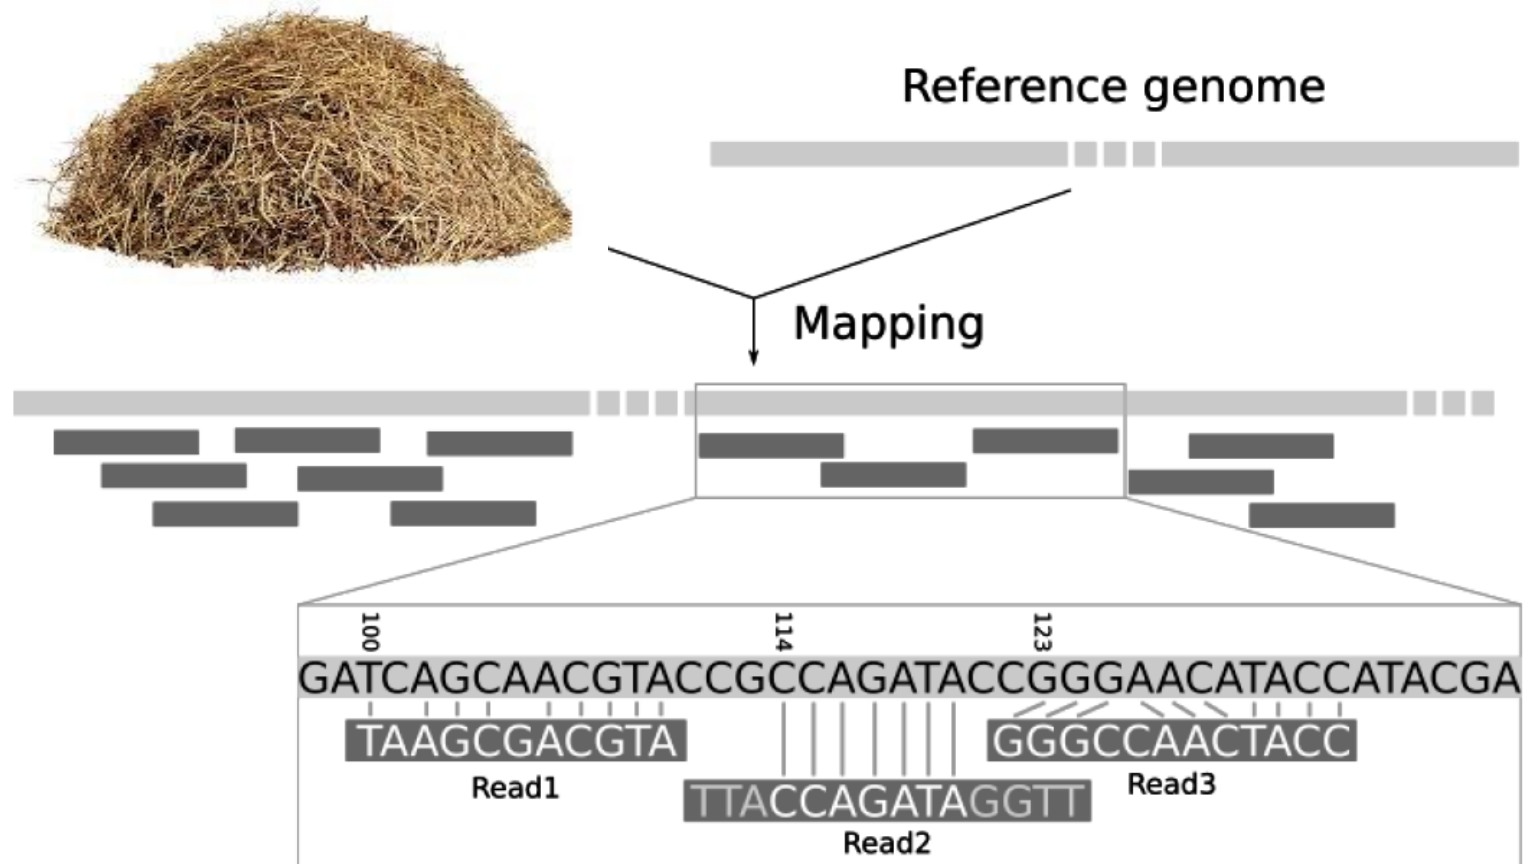 Reference genome
Mapping
100
114
123
GATCAGCAACGTACCGCCAGATACCGGGAACATACCATACGA
TAAGCGACGTA
GGGCCAACTACC
Read1
Read3
TTACCAGATAGGTT
Read2